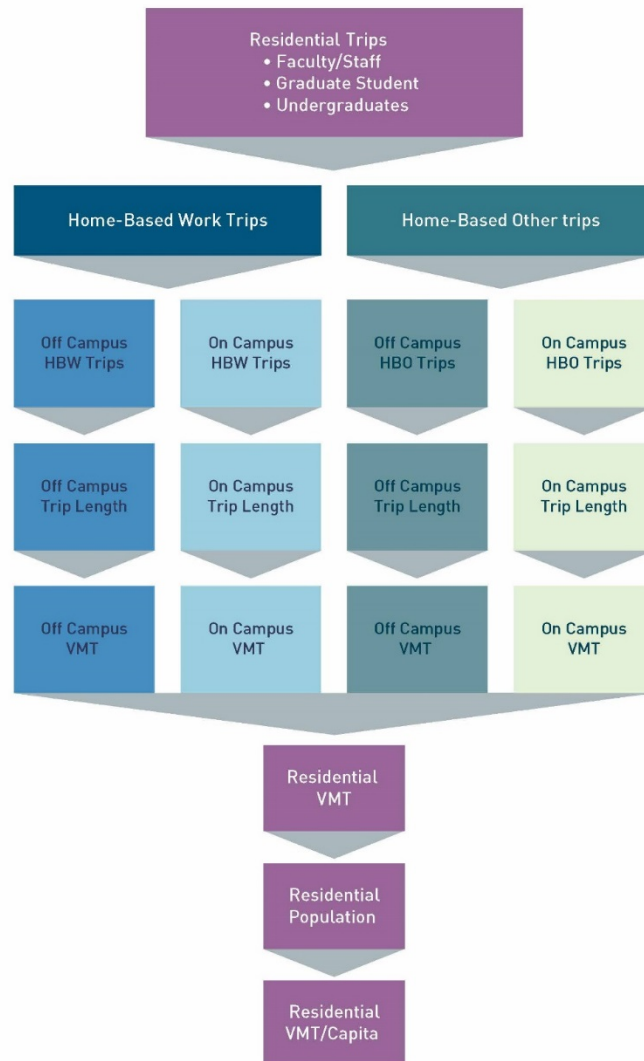 Residential Trips
• Faculty/Staff
• Graduate Student
• Undergraduates
Home-Based Work Trips
Home-Based Other trips
Off Campus
HBW Trips
On Campus
HBW Trips
Off Campus
HBO Trips
On Campus
HBO Trips
Off Campus
Trip Length
On Campus
Trip Length
Off Campus
Trip Length
On Campus
Trip Length
Off Campus
VMT
On Campus
VMT
Off Campus
VMT
On Campus
VMT
Residential
VMT
Residential
Population
Residential
VMT/Capita